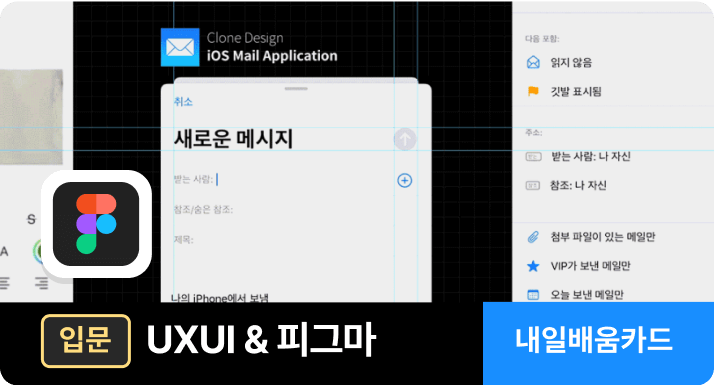 Clone Design
iOS Mail Application
취소
새로운 메시지
받는 사람:
참조/숨은 참조:
제목:
나의 iPhone에서 보냄
S
A
다음 포함:
읽지 않음
깃발 표시됨
주소:
받는 사람: 나 자신
참조: 나 자신
첨부 파일이 있는 메일만
VIP가 보낸 메일만
오늘 보낸 메일만
입문 UXUI & 피그마
내일배움카드